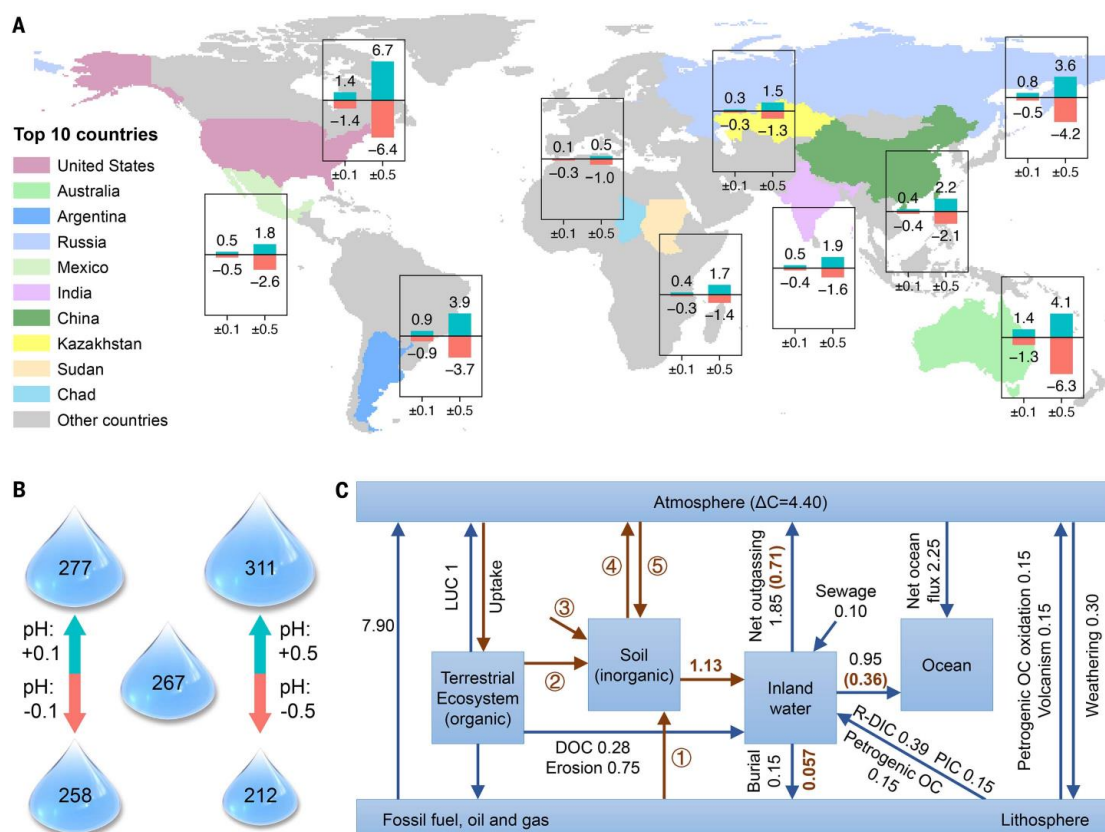 A
Top 10 countries
United States
Australia
Argentina
Russia
Mexico
India
China
Kazakhstan
Sudan
Chad
Other countries
1.4
6.7
−1.4
−6.4
±0.1
±0.5
0.5
1.8
−0.5
−2.6
±0.1
±0.5
0.9
3.9
−0.9
−3.7
±0.1
±0.5
0.1
0.5
−0.3
−1.0
±0.1
±0.5
0.4
1.7
−0.3
−1.4
±0.1
±0.5
0.3
1.5
−0.3
−1.3
±0.1
±0.5
0.5
1.9
−0.4
−1.6
±0.1
±0.5
0.4
2.2
−0.4
−2.1
±0.1
±0.5
0.8
3.6
−0.5
−4.2
±0.1
±0.5
1.4
4.1
−1.3
−6.3
±0.1
±0.5
B
277
311
pH:
+0.1
pH:
+0.5
267
pH:
-0.1
pH:
-0.5
258
212
C
Atmosphere (ΔC=4.40)
7.90
LUC 1
Uptake
④
⑤
③
②
①
Net outgassing
1.85 (0.71)
Sewage
0.10
Net ocean
flux 2.25
Petrogenic OC oxidation 0.15
Volcanism 0.15
Weathering 0.30
Terrestrial
Ecosystem
(organic)
Soil
(inorganic)
1.13
Inland
water
0.95
(0.36)
Ocean
DOC 0.28
Erosion 0.75
Burial
0.15
0.057
R-DIC 0.39 PIC 0.15
Petrogenic OC
0.15
Fossil fuel, oil and gas
Lithosphere